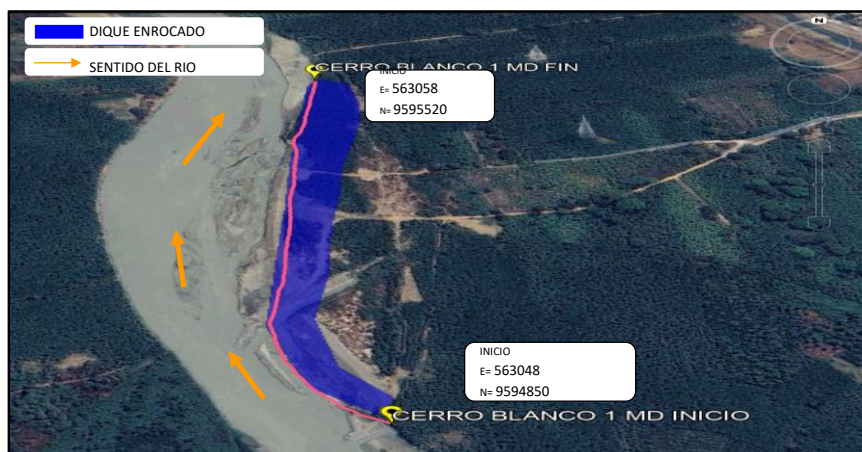 DIQUE ENROCADO
SENTIDO DEL RIO
N
CERRO BLANCO 1 MD FIN
INICIO
E= 563058
N= 9595520
INICIO
E= 563048
N= 9594850
CERRO BLANCO 1 MD INICIO